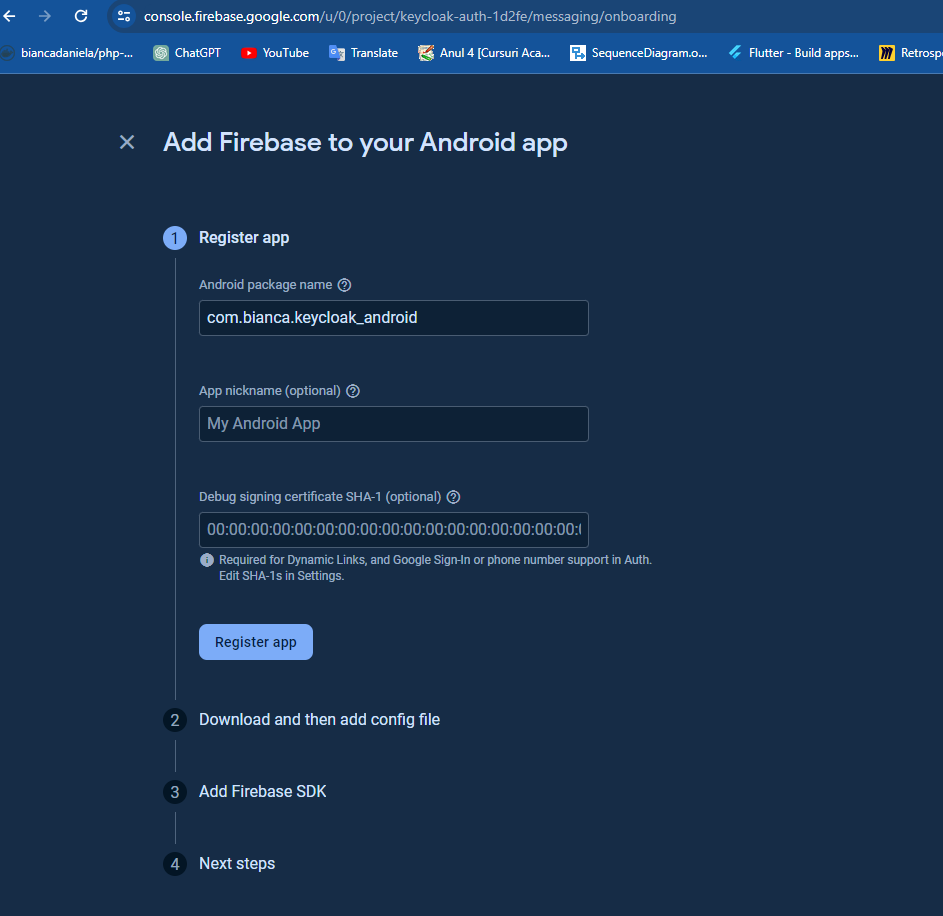 console.firebase.google.com/u/0/project/keycloak-auth-1d2fe/messaging/onboarding
biancadaniela/php-... ChatGPT YouTube Translate Anul 4 [Cursuri Aca... SequenceDiagram.o... Flutter - Build apps... Retrospe
Add Firebase to your Android app
1 Register app
Android package name
com.bianca.keycloak_android
App nickname (optional)
My Android App
Debug signing certificate SHA-1 (optional)
00:00:00:00:00:00:00:00:00:00:00:00:00:00:00:00:00:0
Required for Dynamic Links, and Google Sign-In or phone number support in Auth.
Edit SHA-1s in Settings.
Register app
2 Download and then add config file
3 Add Firebase SDK
4 Next steps